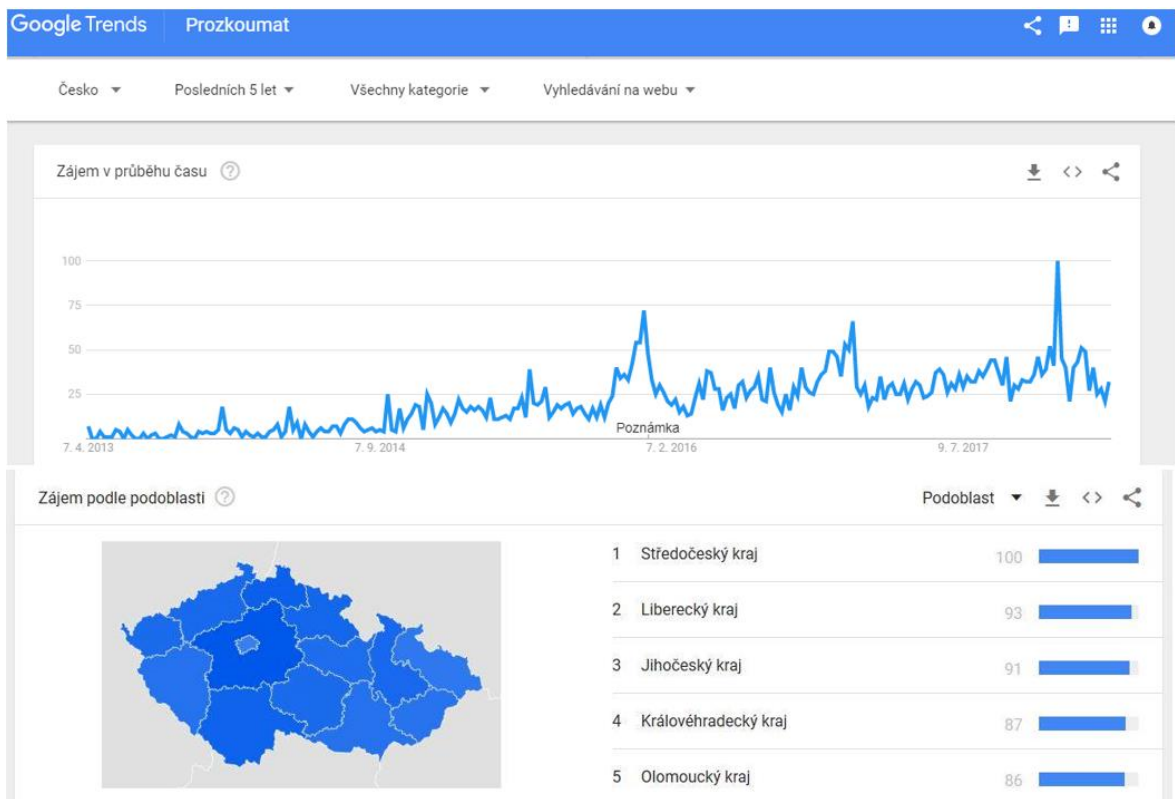 Google Trends Prozkoumat
Česko Posledních 5 let Všechny kategorie Vyhledávání na webu
Zájem v průběhu času ?
100
75
50
25
Poznámka
7. 4. 2013 7. 9. 2014 7. 2. 2016 9. 7. 2017
Zájem podle podoblasti ? Podoblast
1 Středočeský kraj 100
2 Liberecký kraj 93
3 Jihočeský kraj 91
4 Královéhradecký kraj 87
5 Olomoucký kraj 86